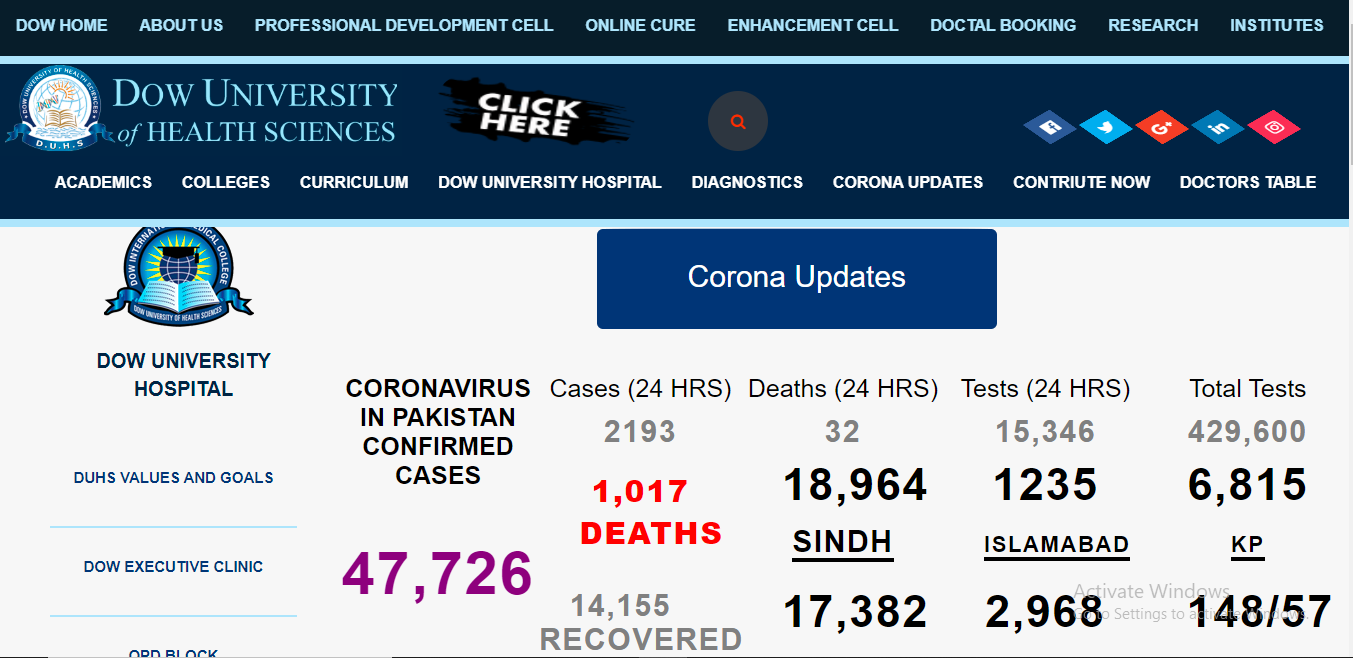 DOW HOME ABOUT US PROFESSIONAL DEVELOPMENT CELL ONLINE CURE ENHANCEMENT CELL DOCTAL BOOKING RESEARCH INSTITUTES
DOW UNIVERSITY OF HEALTH SCIENCES
D.U.H.S
DOW UNIVERSITY
of HEALTH SCIENCES
CLICK
HERE
ACADEMICS COLLEGES CURRICULUM DOW UNIVERSITY HOSPITAL DIAGNOSTICS CORONA UPDATES CONTRIUTE NOW DOCTORS TABLE
DOW UNIVERSITY OF HEALTH SCIENCES
DOW UNIVERSITY
HOSPITAL
DUHS VALUES AND GOALS
DOW EXECUTIVE CLINIC
OPD BLOCK
Corona Updates
CORONAVIRUS
IN PAKISTAN
CONFIRMED
CASES
47,726
Cases (24 HRS)
2193
1,017
DEATHS
14,155
RECOVERED
Deaths (24 HRS)
32
18,964
SINDH
17,382
Tests (24 HRS)
15,346
1235
ISLAMABAD
2,968
Total Tests
429,600
6,815
KP
148/57
Activate Windows
Go to Settings to activate Windows.